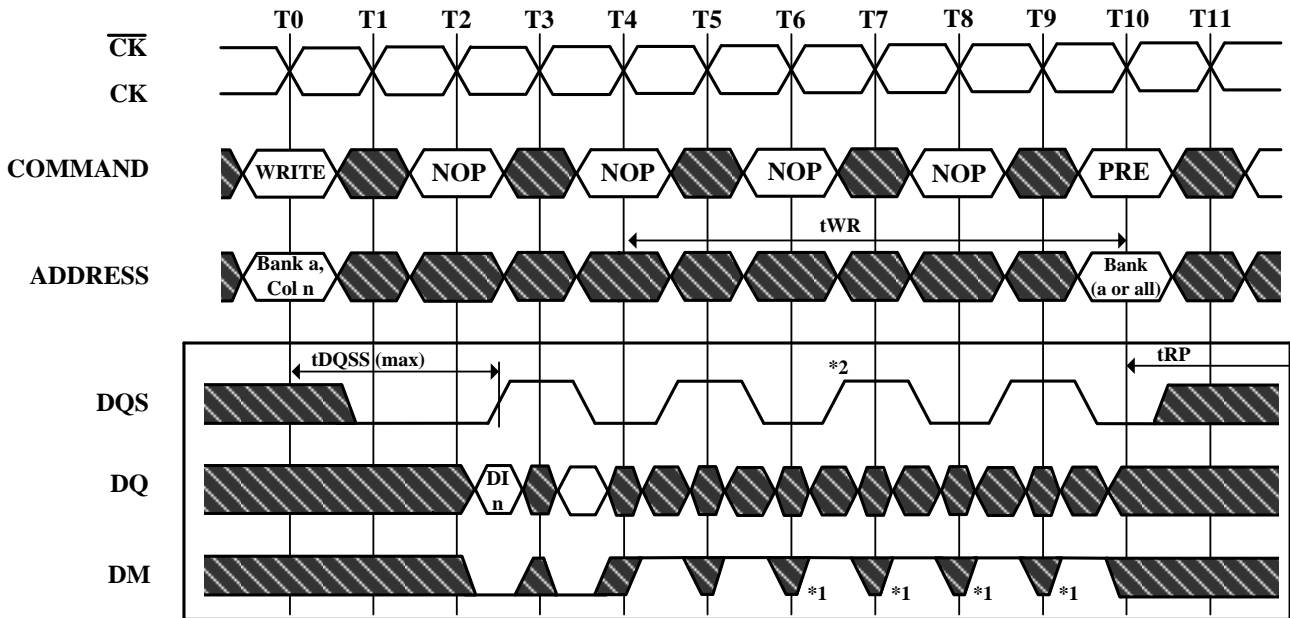 T0 T1 T2 T3 T4 T5 T6 T7 T8 T9 T10 T11
CK
CK
COMMAND
WRITE NOP NOP NOP NOP PRE
tWR
ADDRESS
Bank a,
Col n
Bank
(a or all)
tDQSS (max)
*2
tRP
DQS
DQ
DI
n
DM
*1 *1 *1 *1